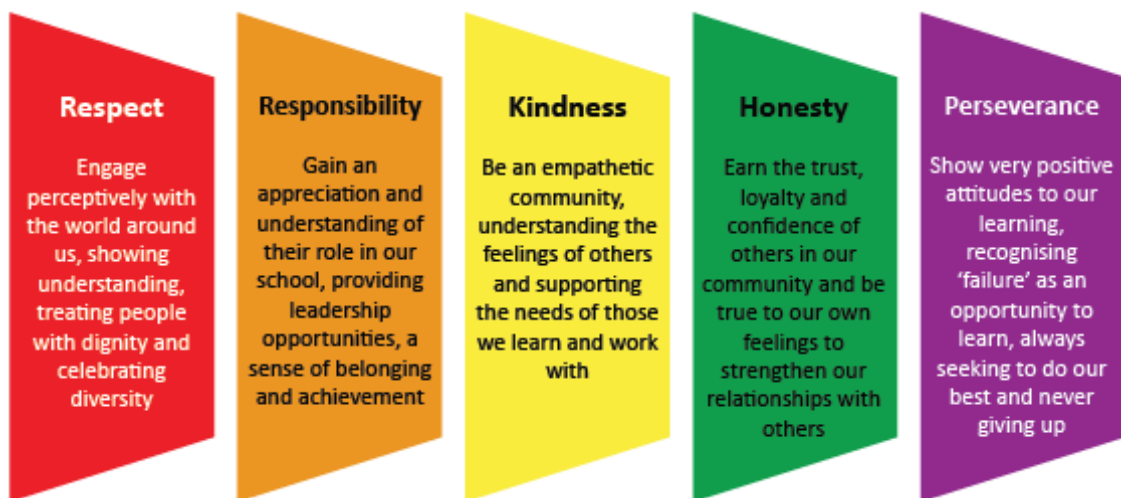 Respect
Engage
perceptively with
the world around
us, showing
understanding,
treating people
with dignity and
celebrating
diversity
Responsibility
Gain an
appreciation and
understanding of
their role in our
school, providing
leadership
opportunities, a
sense of belonging
and achievement
Kindness
Be an empathetic
community,
understanding the
feelings of others
and supporting
the needs of those
we learn and work
with
Honesty
Earn the trust,
loyalty and
confidence of
others in our
community and be
true to our own
feelings to
strengthen our
relationships with
others
Perseverance
Show very positive
attitudes to our
learning,
recognising
‘failure’ as an
opportunity to
learn, always
seeking to do our
best and never
giving up